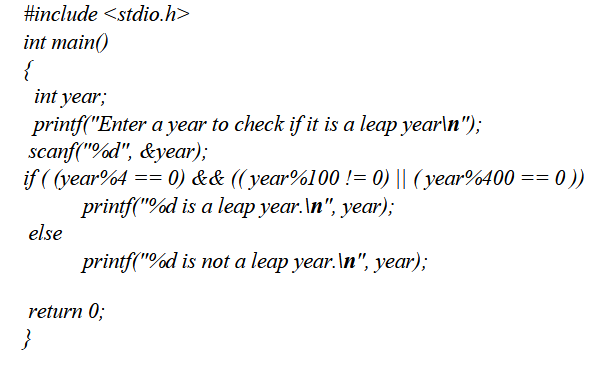 #include <stdio.h>
int main()
{
int year;
printf("Enter a year to check if it is a leap year\n");
scanf("%d", &year);
if ( (year%4 == 0) && (( year%100 != 0) || ( year%400 == 0 ))
printf("%d is a leap year.\n", year);
else
printf("%d is not a leap year.\n", year);
return 0;
}